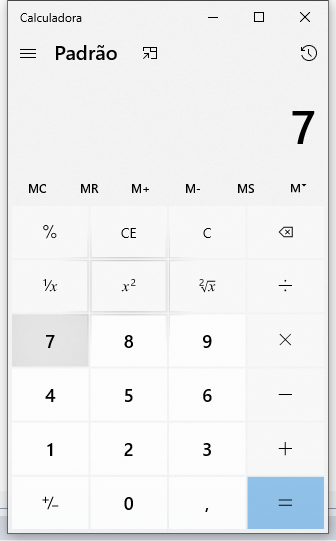 Calculadora
Padrão
7
MC MR M+ M- MS M˅
% CE C
¹/x x² ²√x ÷
7 8 9 ×
4 5 6 −
1 2 3 +
+/− 0 , =